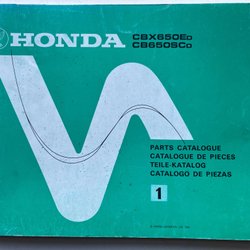 HONDA
CBX650ED
CB650SCD
PARTS CATALOGUE
CATALOGUE DE PIECES
TEILE-KATALOG
CATALOGO DE PIEZAS
1